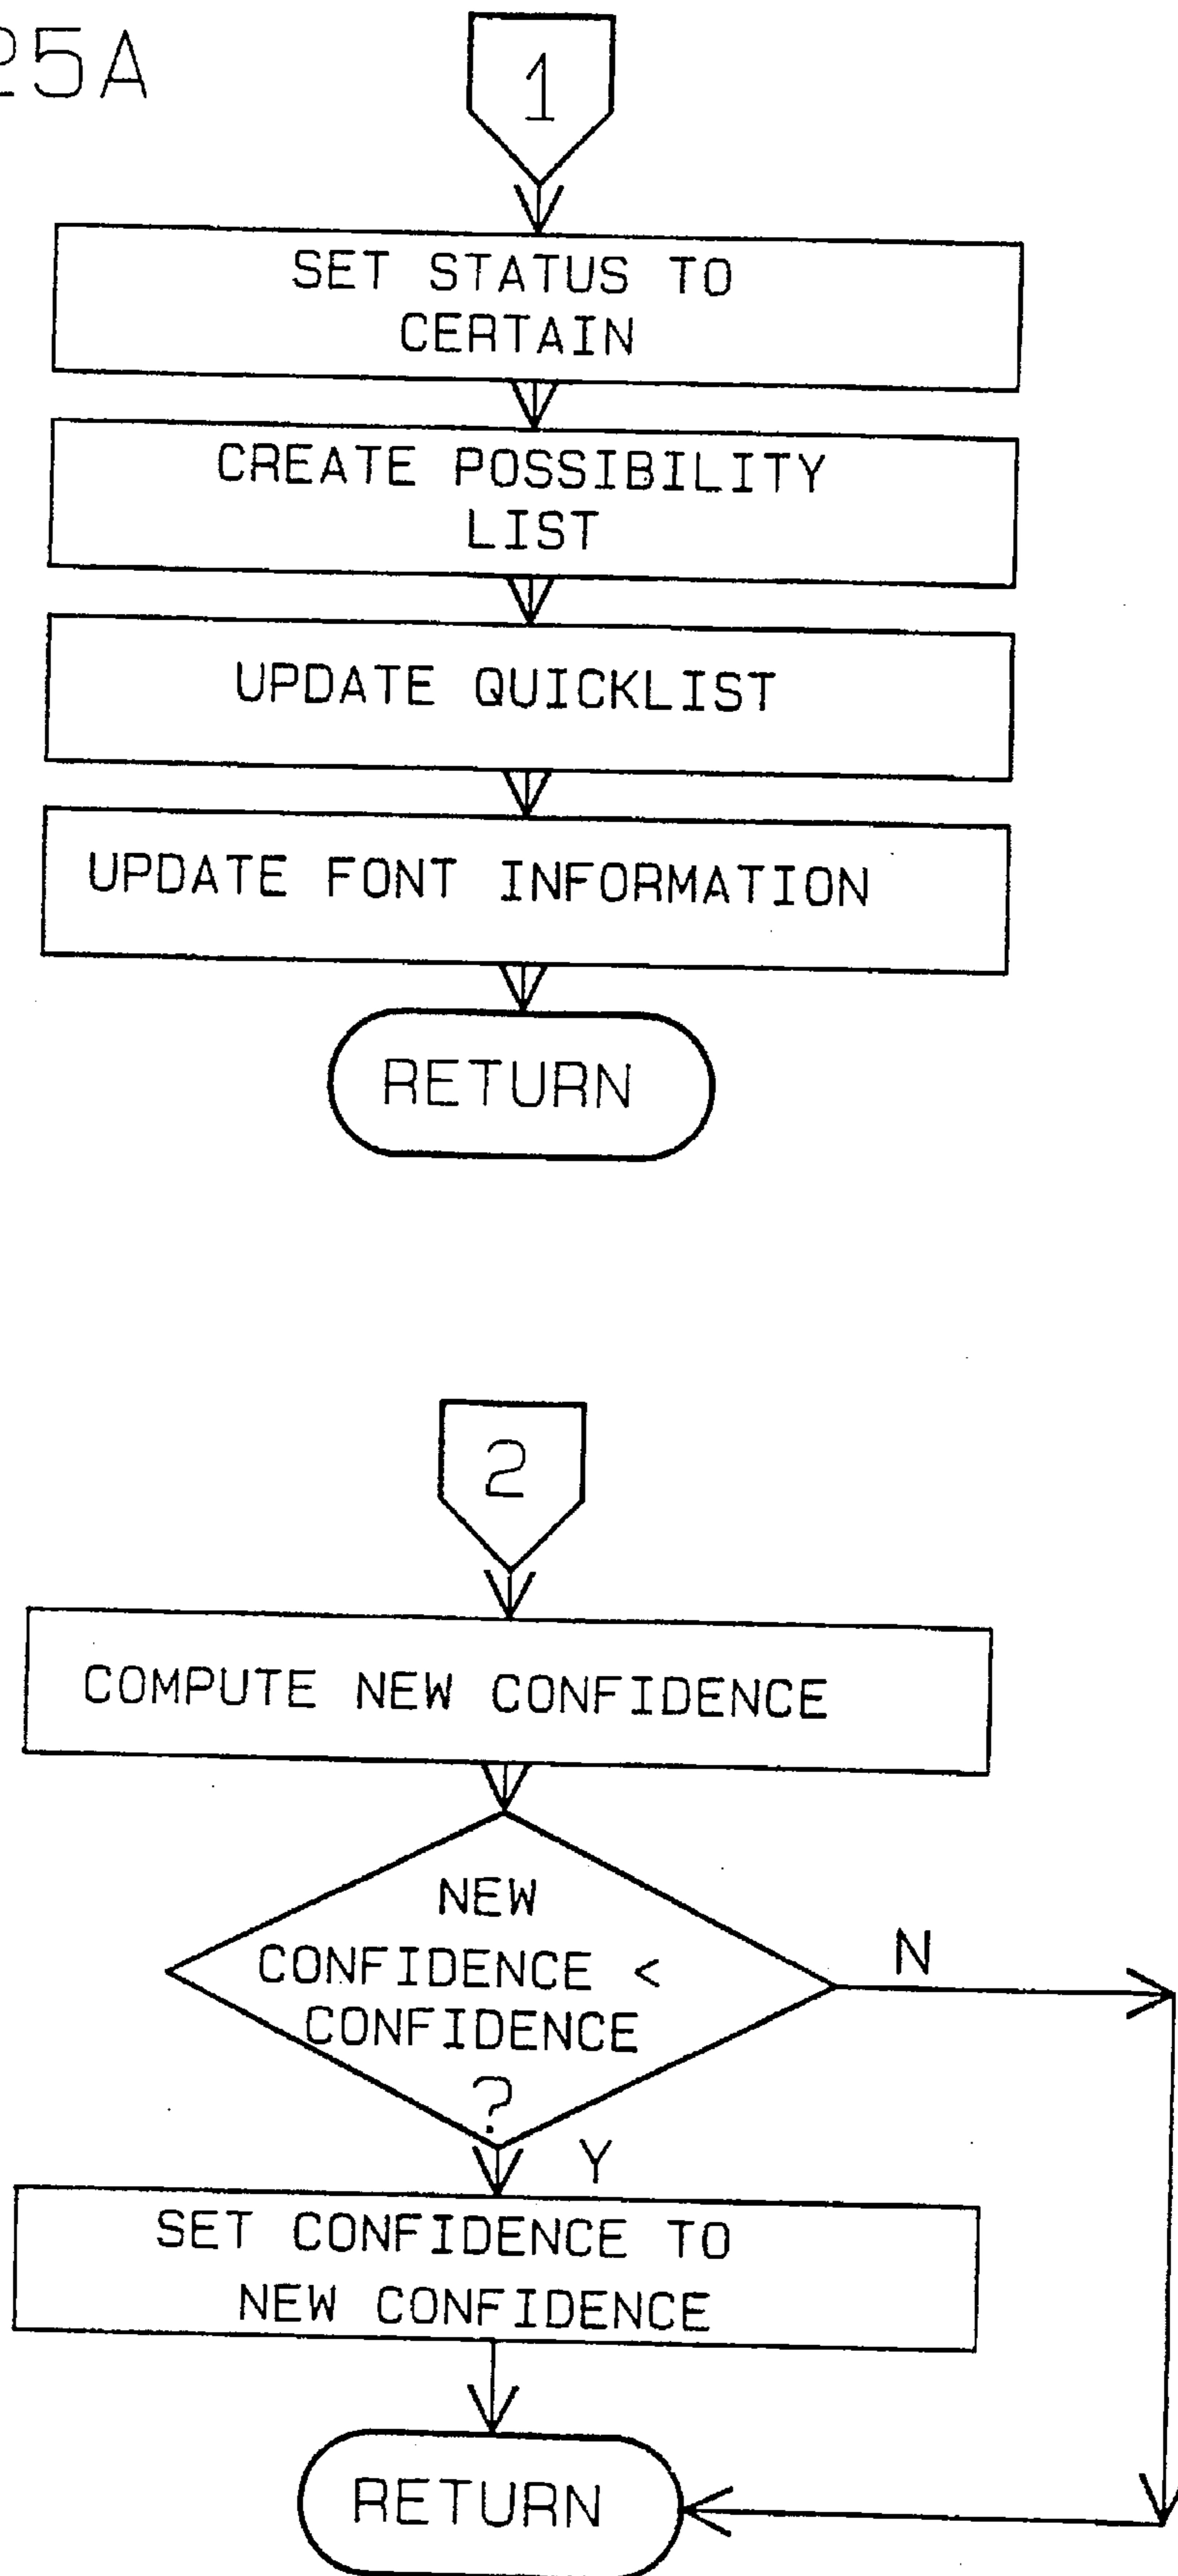 25A
1
SET STATUS TO
CERTAIN
CREATE POSSIBILITY
LIST
UPDATE QUICKLIST
UPDATE FONT INFORMATION
RETURN
2
COMPUTE NEW CONFIDENCE
NEW
CONFIDENCE <
CONFIDENCE
?
N
Y
SET CONFIDENCE TO
NEW CONFIDENCE
RETURN